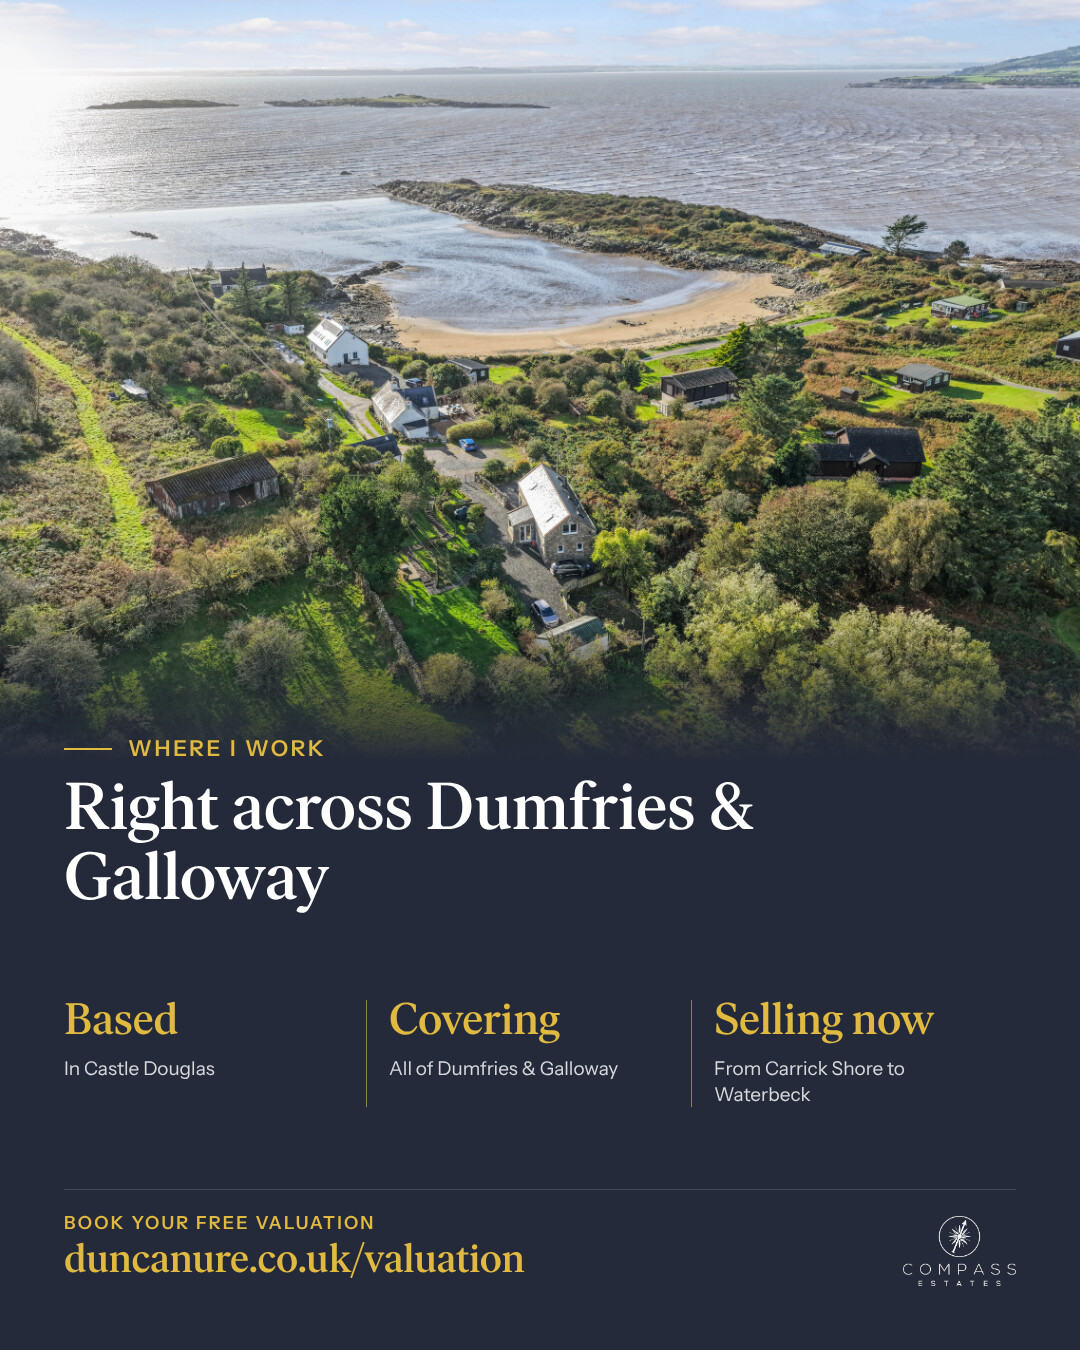 WHERE I WORK
Right across Dumfries &
Galloway
Based
In Castle Douglas
Covering
All of Dumfries & Galloway
Selling now
From Carrick Shore to
Waterbeck
BOOK YOUR FREE VALUATION
duncanure.co.uk/valuation
COMPASS
ESTATES